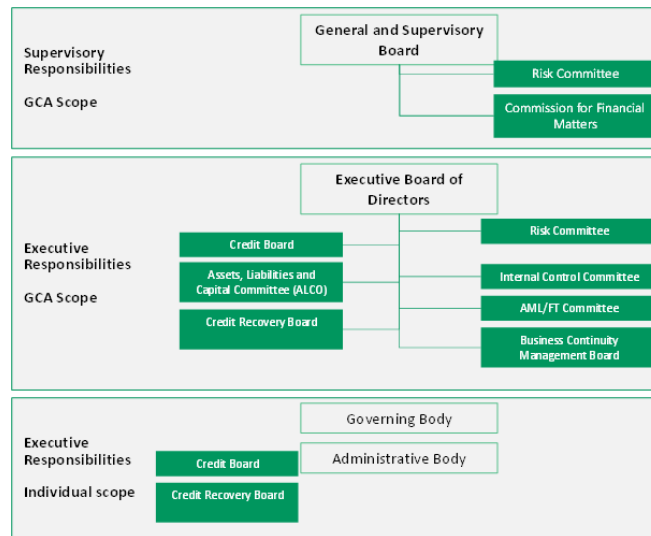 General and Supervisory
Board
Supervisory
Responsibilities
GCA Scope
Risk Committee
Commission for Financial
Matters
Executive Board of
Directors
Executive
Responsibilities
GCA Scope
Credit Board
Assets, Liabilities and
Capital Committee (ALCO)
Credit Recovery Board
Risk Committee
Internal Control Committee
AML/FT Committee
Business Continuity
Management Board
Governing Body
Administrative Body
Executive
Responsibilities
Individual scope
Credit Board
Credit Recovery Board